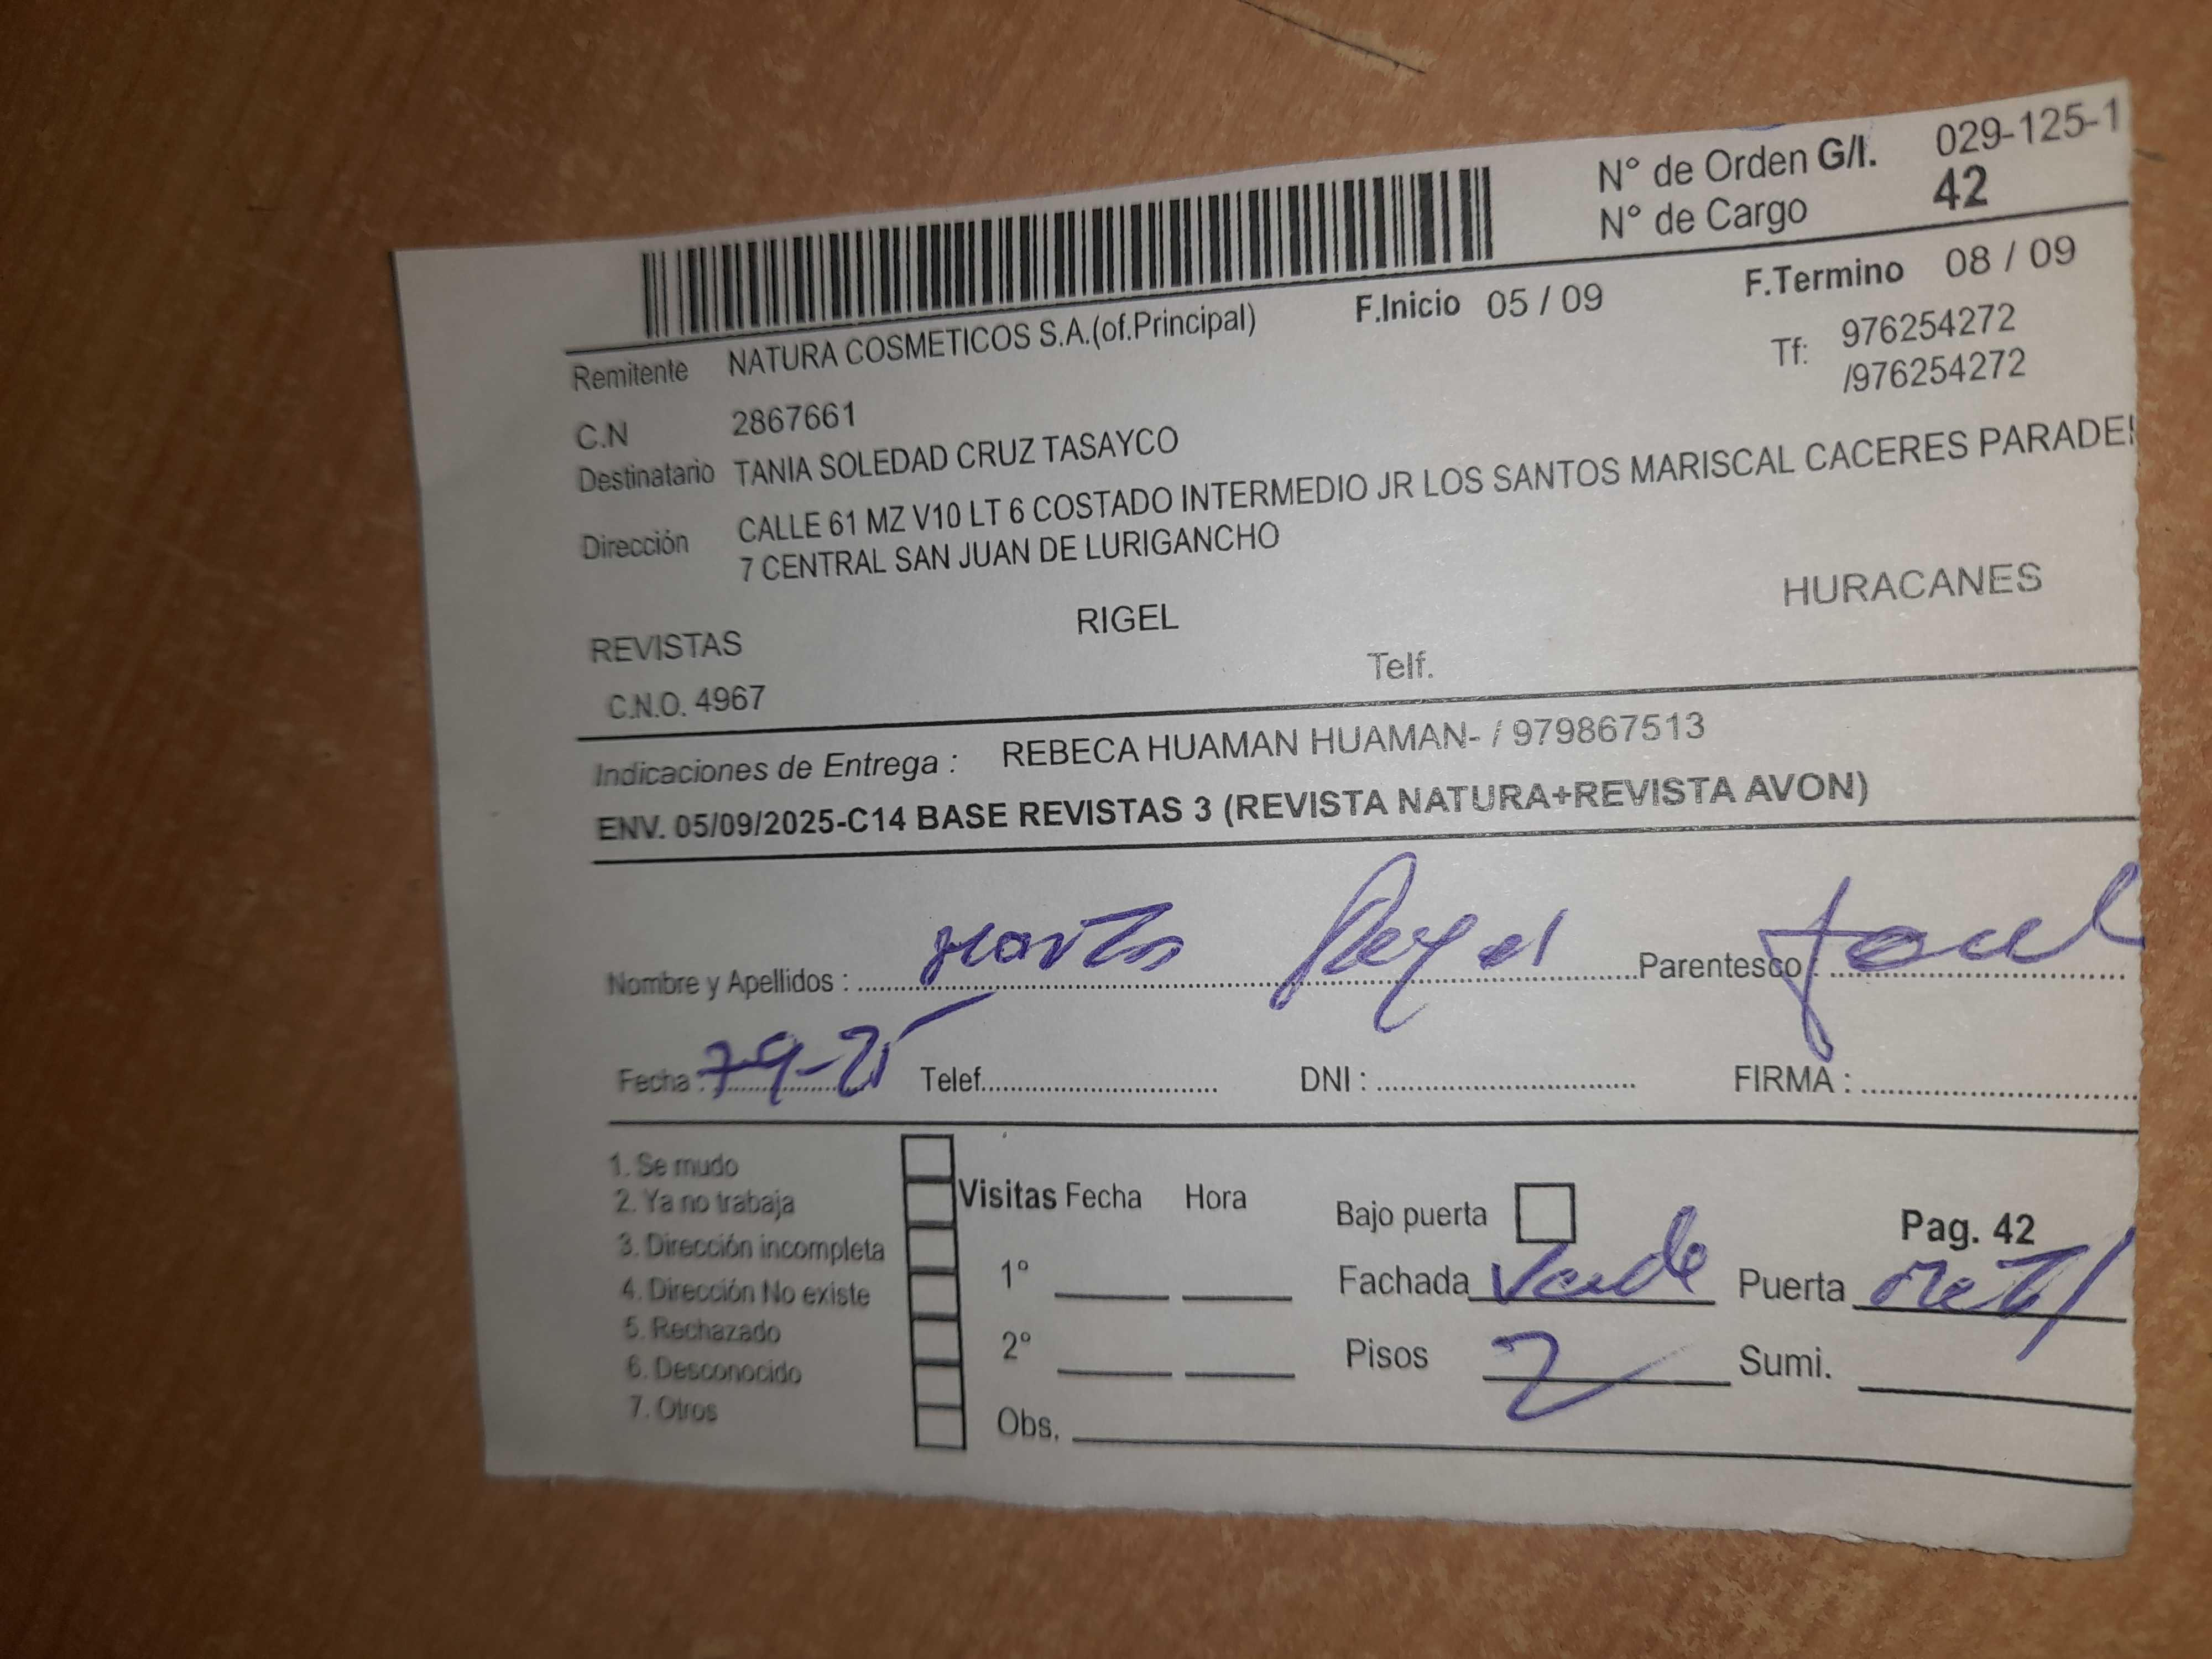 N° de Orden G/I. 029-125-1
N° de Cargo 42
F.Inicio 05 / 09 F.Termino 08 / 09
Remitente NATURA COSMETICOS S.A.(of.Principal)
Tf: 976254272
/976254272
C.N 2867661
Destinatario TANIA SOLEDAD CRUZ TASAYCO
Dirección CALLE 61 MZ V10 LT 6 COSTADO INTERMEDIO JR LOS SANTOS MARISCAL CACERES PARADE
7 CENTRAL SAN JUAN DE LURIGANCHO
REVISTAS RIGEL HURACANES
C.N.O. 4967 Telf.
Indicaciones de Entrega : REBECA HUAMAN HUAMAN- / 979867513
ENV. 05/09/2025-C14 BASE REVISTAS 3 (REVISTA NATURA+REVISTA AVON)
Nombre y Apellidos : Parentesco :
Fecha : 7-9-25 Telef. DNI : FIRMA :
1. Se mudo
2. Ya no trabaja
3. Dirección incompleta
4. Dirección No existe
5. Rechazado
6. Desconocido
7. Otros
Visitas Fecha Hora
1°
2°
Obs.
Bajo puerta Pag. 42
Fachada Verde Puerta Metal
Pisos 2 Sumi.